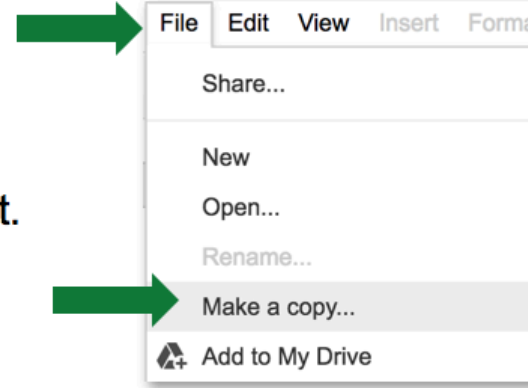 File Edit View Insert Forma
Share...
New
Open...
t.
Rename...
Make a copy...
Add to My Drive